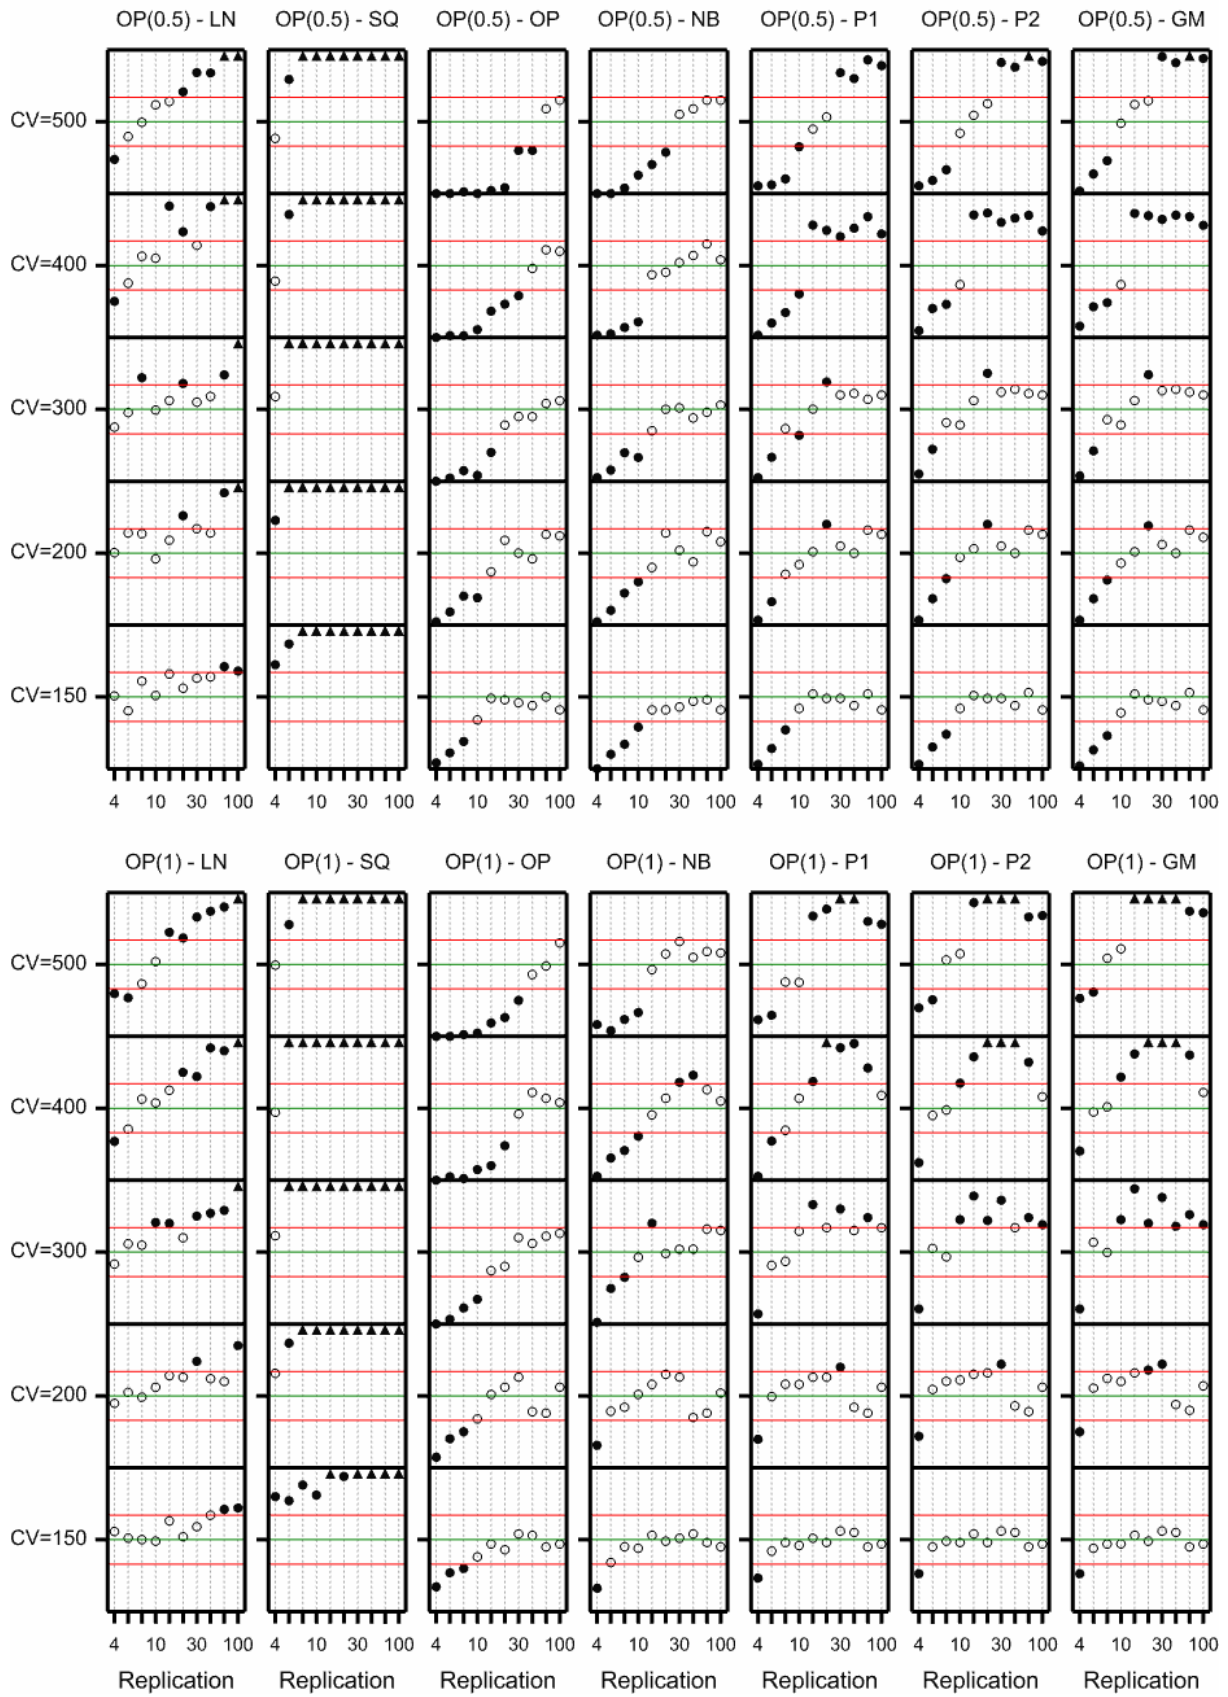 OP(0.5) - LN OP(0.5) - SQ OP(0.5) - OP OP(0.5) - NB OP(0.5) - P1 OP(0.5) - P2 OP(0.5) - GM
CV=500
CV=400
CV=300
CV=200
CV=150
4 10 30 100 4 10 30 100 4 10 30 100 4 10 30 100 4 10 30 100 4 10 30 100 4 10 30 100
OP(1) - LN OP(1) - SQ OP(1) - OP OP(1) - NB OP(1) - P1 OP(1) - P2 OP(1) - GM
CV=500
CV=400
CV=300
CV=200
CV=150
4 10 30 100 4 10 30 100 4 10 30 100 4 10 30 100 4 10 30 100 4 10 30 100 4 10 30 100
Replication Replication Replication Replication Replication Replication Replication